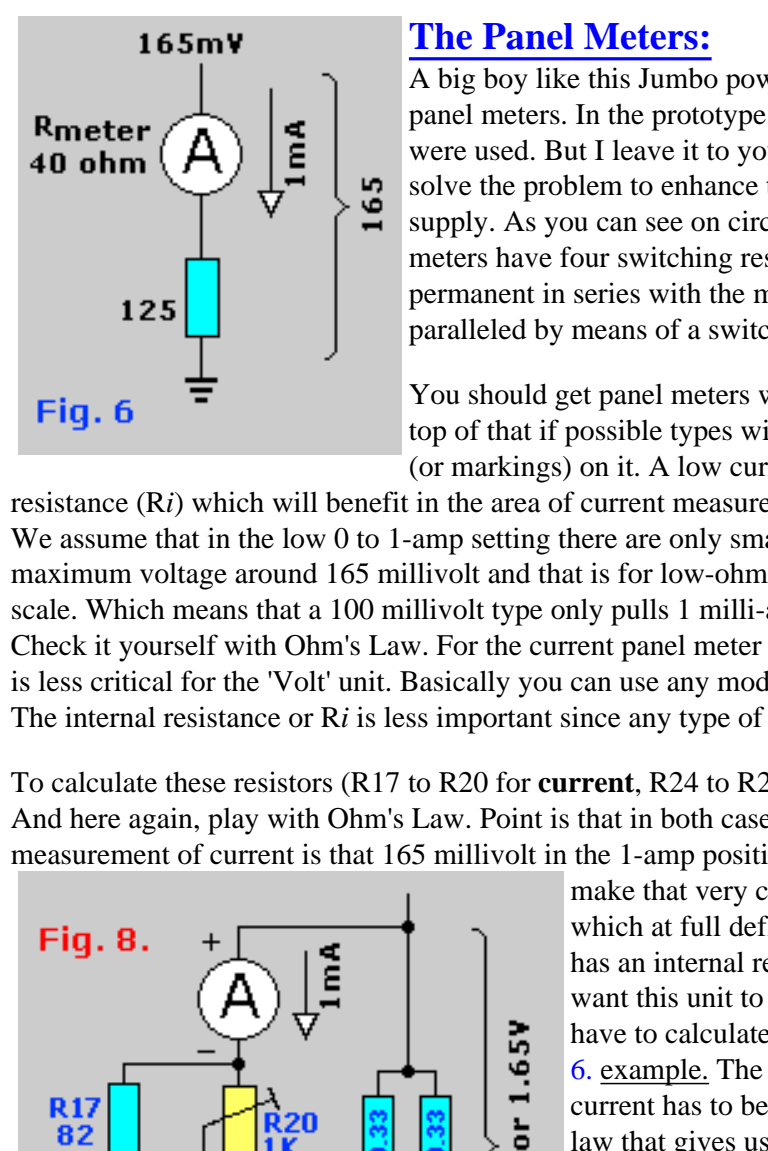 165mV
Rmeter
40 ohm
A
1mA
165
125
Fig. 6
The Panel Meters:
A big boy like this Jumbo pow
panel meters. In the prototype
were used. But I leave it to yo
solve the problem to enhance
supply. As you can see on circ
meters have four switching res
permanent in series with the m
paralleled by means of a switc
You should get panel meters w
top of that if possible types wi
(or markings) on it. A low cur
resistance (Ri) which will benefit in the area of current measure
We assume that in the low 0 to 1-amp setting there are only sma
maximum voltage around 165 millivolt and that is for low-ohm
scale. Which means that a 100 millivolt type only pulls 1 milli-a
Check it yourself with Ohm's Law. For the current panel meter
is less critical for the 'Volt' unit. Basically you can use any mod
The internal resistance or Ri is less important since any type of
To calculate these resistors (R17 to R20 for current, R24 to R2
And here again, play with Ohm's Law. Point is that in both case
measurement of current is that 165 millivolt in the 1-amp positi
make that very c
which at full def
has an internal re
want this unit to
have to calculate
6. example. The
current has to be
law that gives us
Fig. 8.
+
A
1mA
–
R17
82
R20
1K
0.33
0.33
or 1.65V